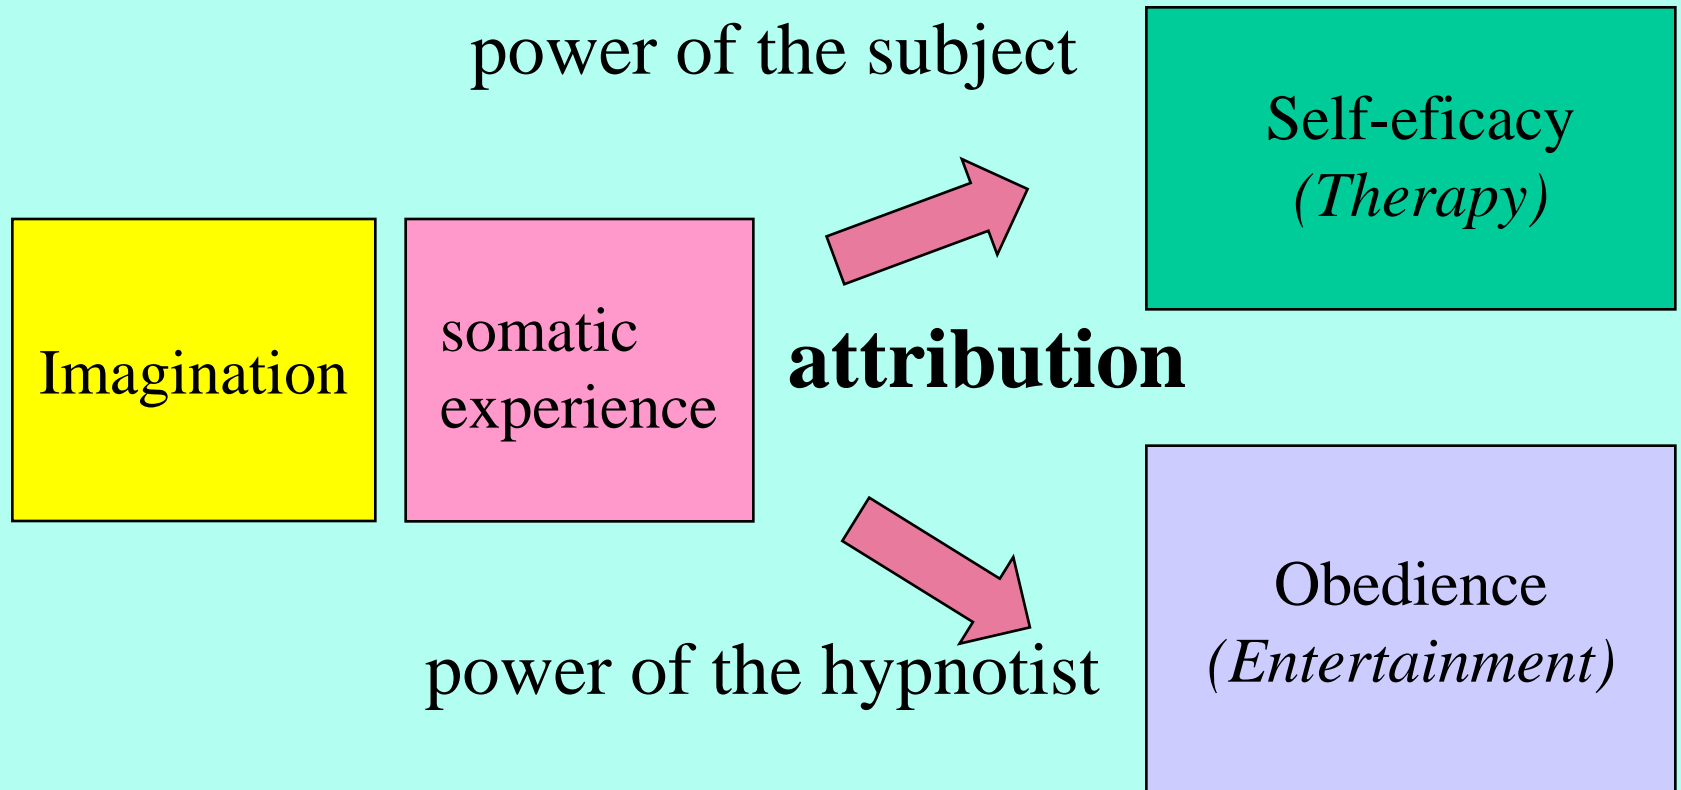 power of the subject
Self-eficacy
(Therapy)
Imagination
somatic
experience
attribution
power of the hypnotist
Obedience
(Entertainment)